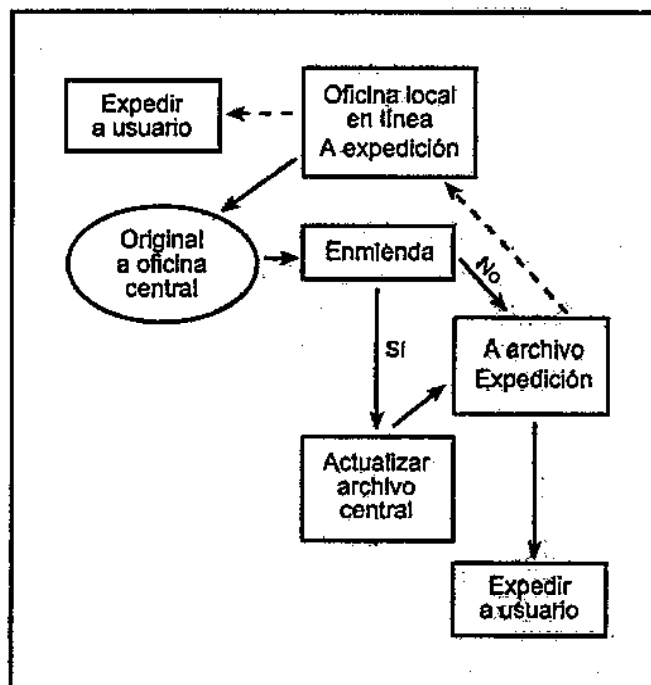 Expedir
a usuario
Oficina local
en línea
A expedición
Original
a oficina
central
Enmienda
No
Sí
A archivo
Expedición
Actualizar
archivo
central
Expedir
a usuario